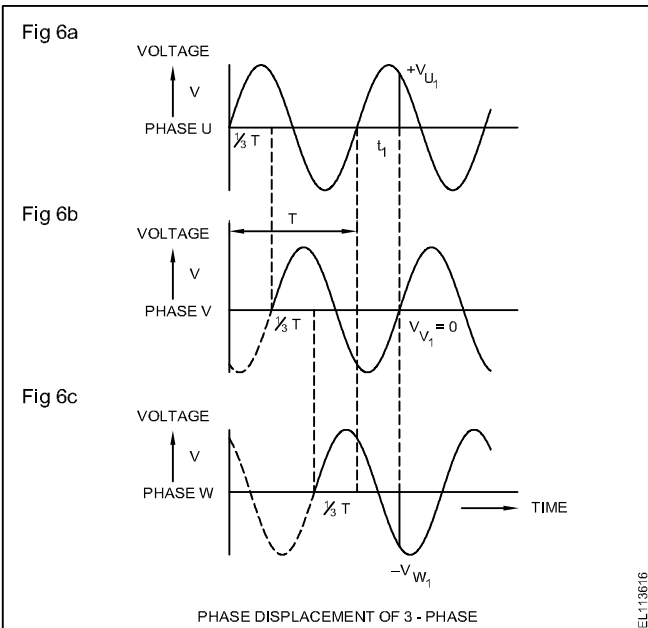 Fig 6a
VOLTAGE
V
+V_U₁
PHASE U
⅓ T
t₁
Fig 6b
T
VOLTAGE
V
PHASE V
⅓ T
V_V₁ = 0
Fig 6c
VOLTAGE
V
PHASE W
⅓ T
TIME
–V_W₁
PHASE DISPLACEMENT OF 3 - PHASE
EL113616